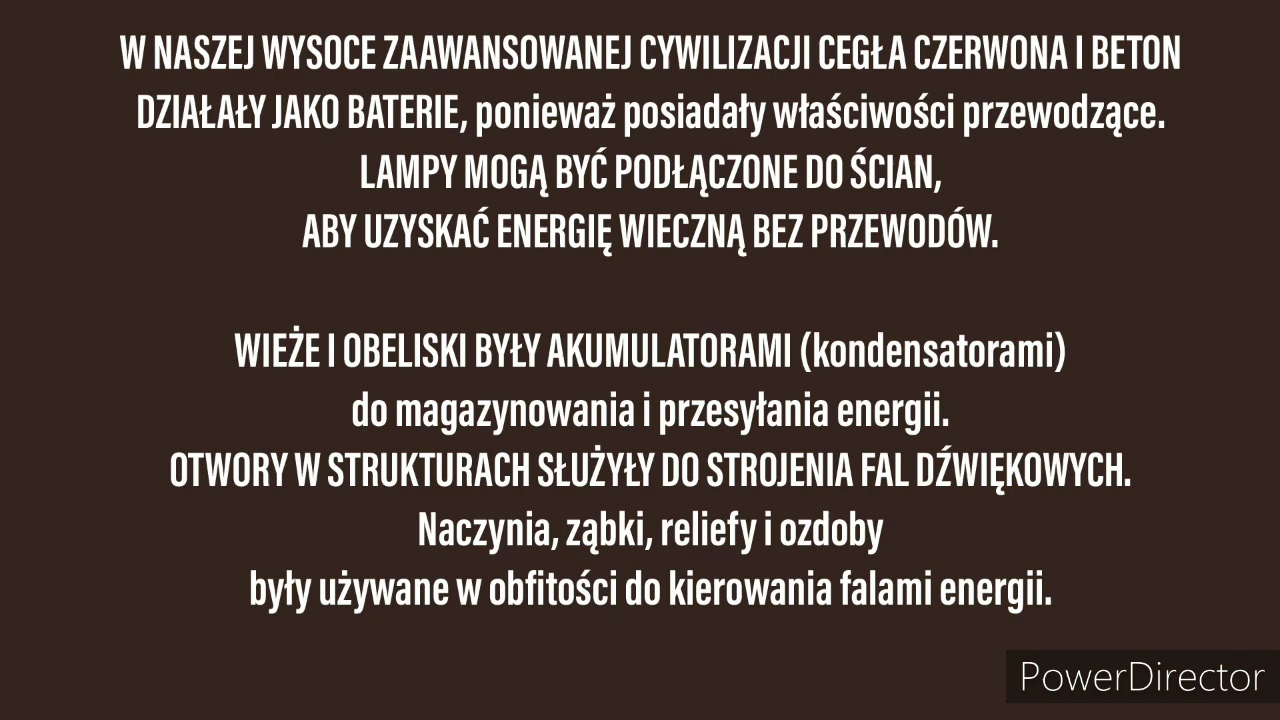 W NASZEJ WYSOCE ZAAWANSOWANEJ CYWILIZACJI CEGŁA CZERWONA I BETON
DZIAŁAŁY JAKO BATERIE, ponieważ posiadały właściwości przewodzące.
LAMPY MOGĄ BYĆ PODŁĄCZONE DO ŚCIAN,
ABY UZYSKAĆ ENERGIĘ WIECZNĄ BEZ PRZEWODÓW.
WIEŻE I OBELISKI BYŁY AKUMULATORAMI (kondensatorami)
do magazynowania i przesyłania energii.
OTWORY W STRUKTURACH SŁUŻYŁY DO STROJENIA FAL DŹWIĘKOWYCH.
Naczynia, ząbki, reliefy i ozdoby
były używane w obfitości do kierowania falami energii.
PowerDirector